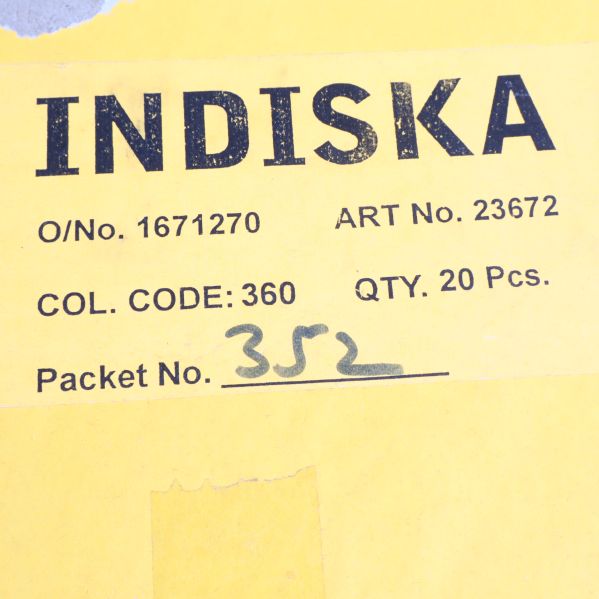 INDISKA
O/No. 1671270 ART No. 23672
COL. CODE: 360 QTY. 20 Pcs.
Packet No. 352